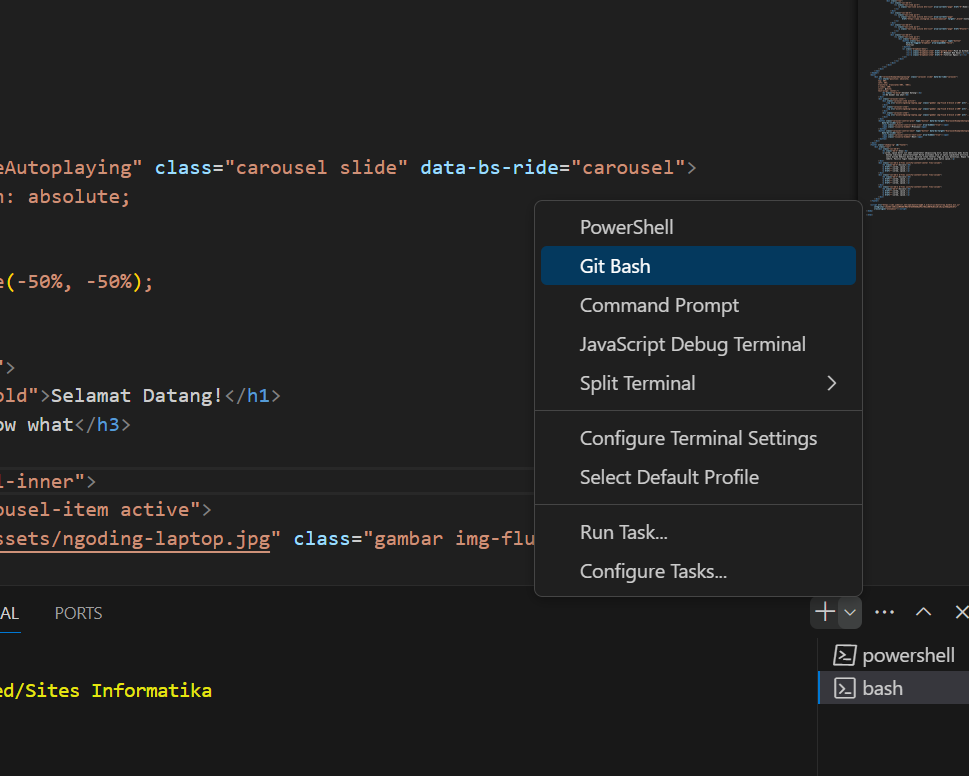 eAutoplaying" class="carousel slide" data-bs-ride="carousel">
n: absolute;
e(-50%, -50%);
">
old">Selamat Datang!</h1>
ow what</h3>
l-inner">
ousel-item active">
ssets/ngoding-laptop.jpg" class="gambar img-flu
PowerShell
Git Bash
Command Prompt
JavaScript Debug Terminal
Split Terminal
Configure Terminal Settings
Select Default Profile
Run Task...
Configure Tasks...
AL PORTS
ed/Sites Informatika
powershell
bash